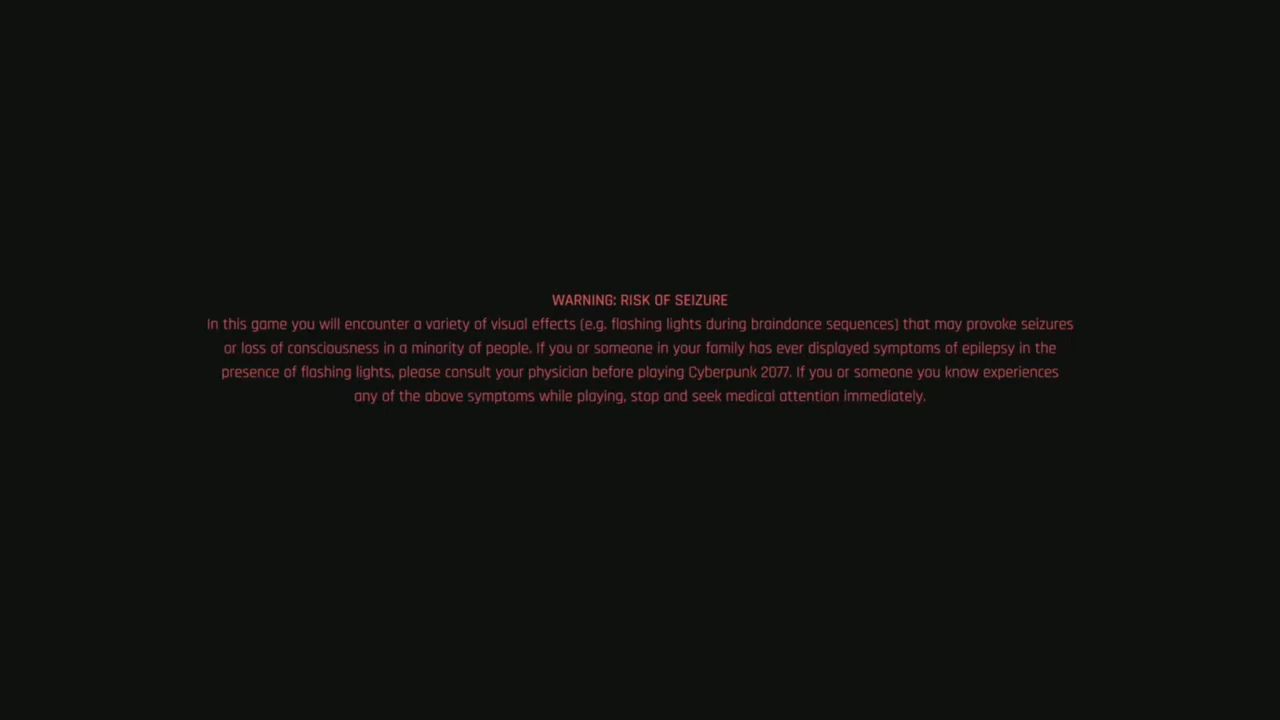 WARNING: RISK OF SEIZURE
In this game you will encounter a variety of visual effects (e.g. flashing lights during braindance sequences) that may provoke seizures
or loss of consciousness in a minority of people. If you or someone in your family has ever displayed symptoms of epilepsy in the
presence of flashing lights, please consult your physician before playing Cyberpunk 2077. If you or someone you know experiences
any of the above symptoms while playing, stop and seek medical attention immediately.